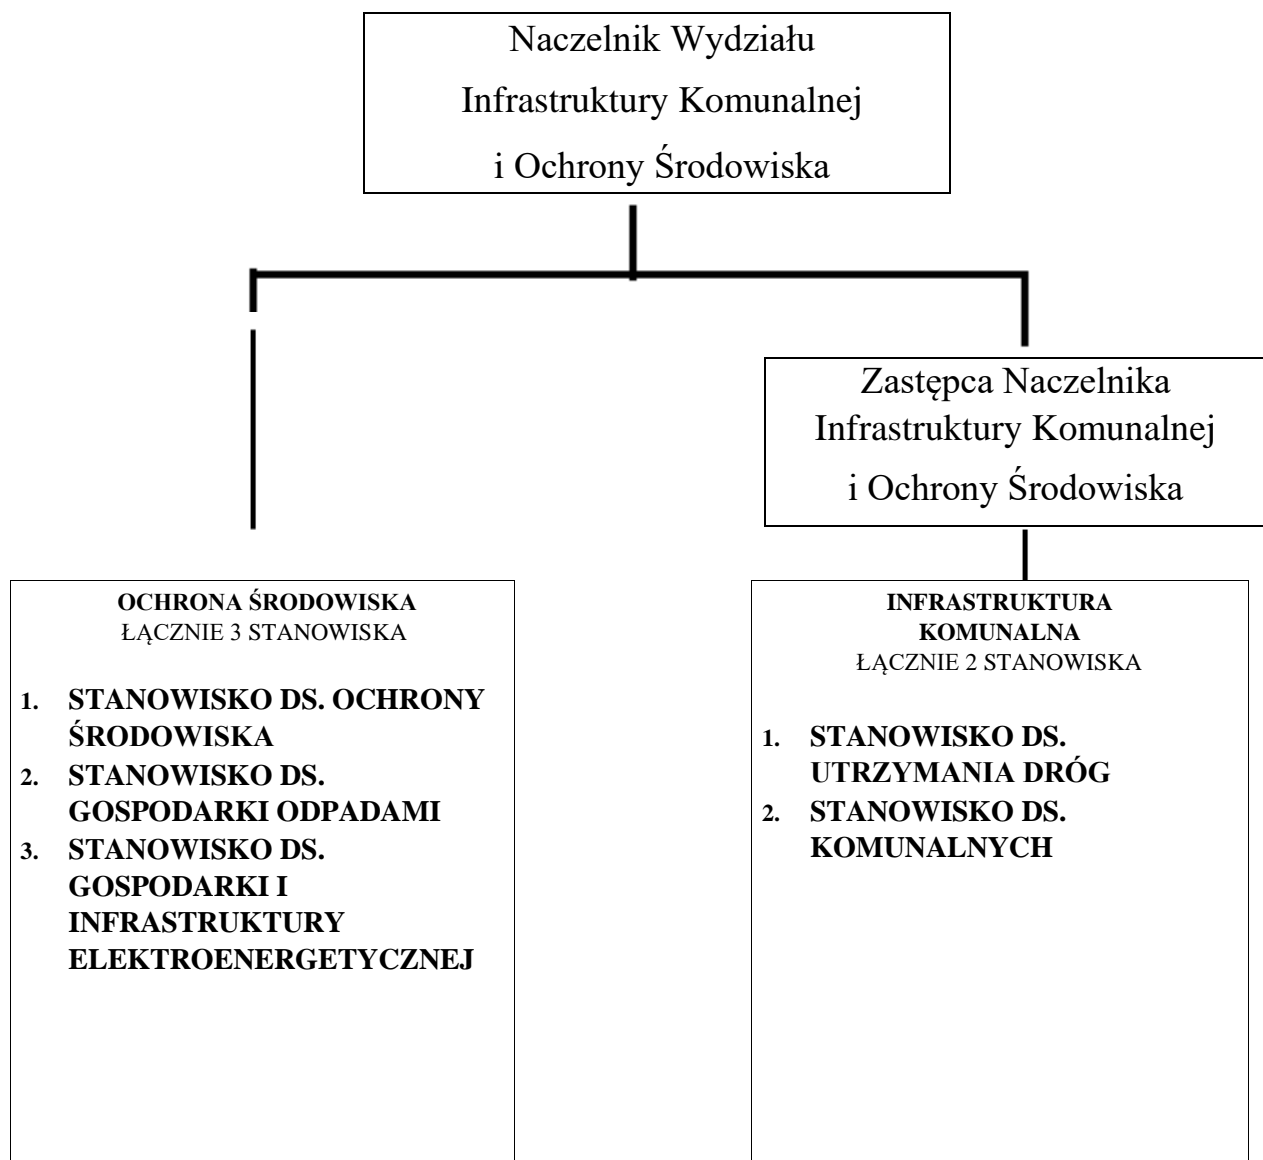 Naczelnik Wydziału
Infrastruktury Komunalnej
i Ochrony Środowiska
Zastępca Naczelnika
Infrastruktury Komunalnej
i Ochrony Środowiska
OCHRONA ŚRODOWISKA
ŁĄCZNIE 3 STANOWISKA
1. STANOWISKO DS. OCHRONY
ŚRODOWISKA
2. STANOWISKO DS.
GOSPODARKI ODPADAMI
3. STANOWISKO DS.
GOSPODARKI I
INFRASTRUKTURY
ELEKTROENERGETYCZNEJ
INFRASTRUKTURA
KOMUNALNA
ŁĄCZNIE 2 STANOWISKA
1. STANOWISKO DS.
UTRZYMANIA DRÓG
2. STANOWISKO DS.
KOMUNALNYCH